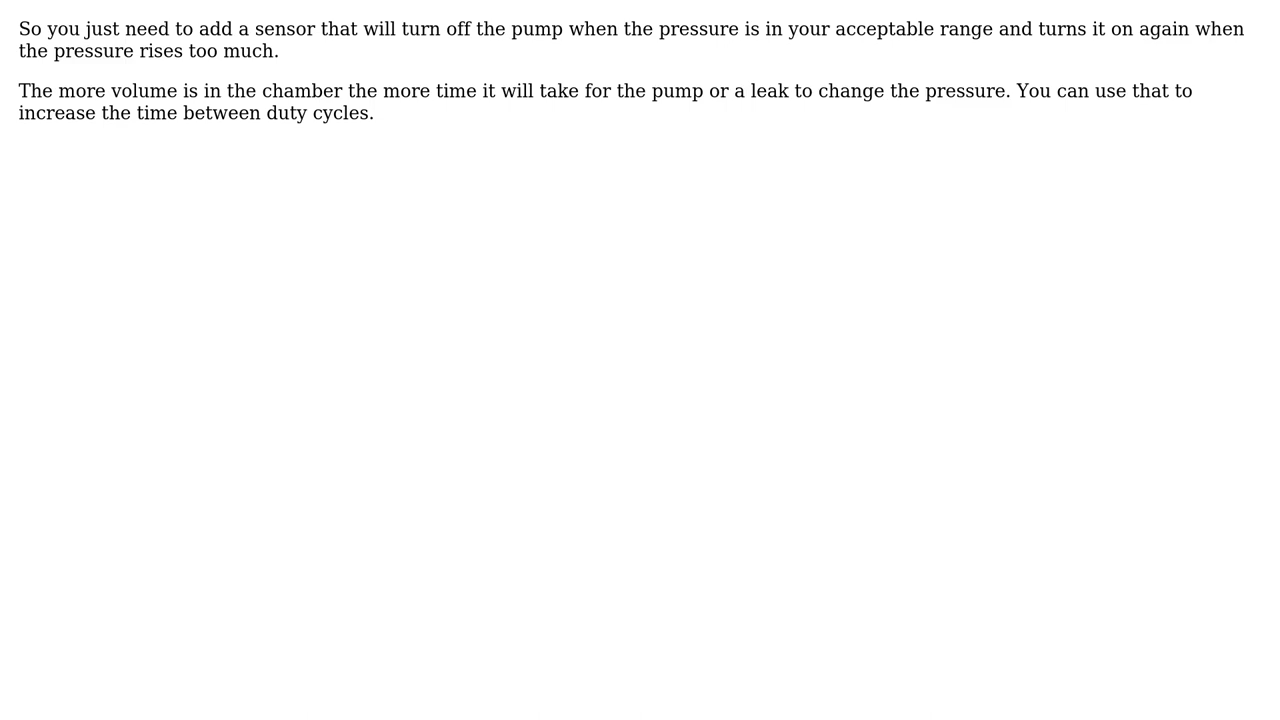 So you just need to add a sensor that will turn off the pump when the pressure is in your acceptable range and turns it on again when
the pressure rises too much.
The more volume is in the chamber the more time it will take for the pump or a leak to change the pressure. You can use that to
increase the time between duty cycles.